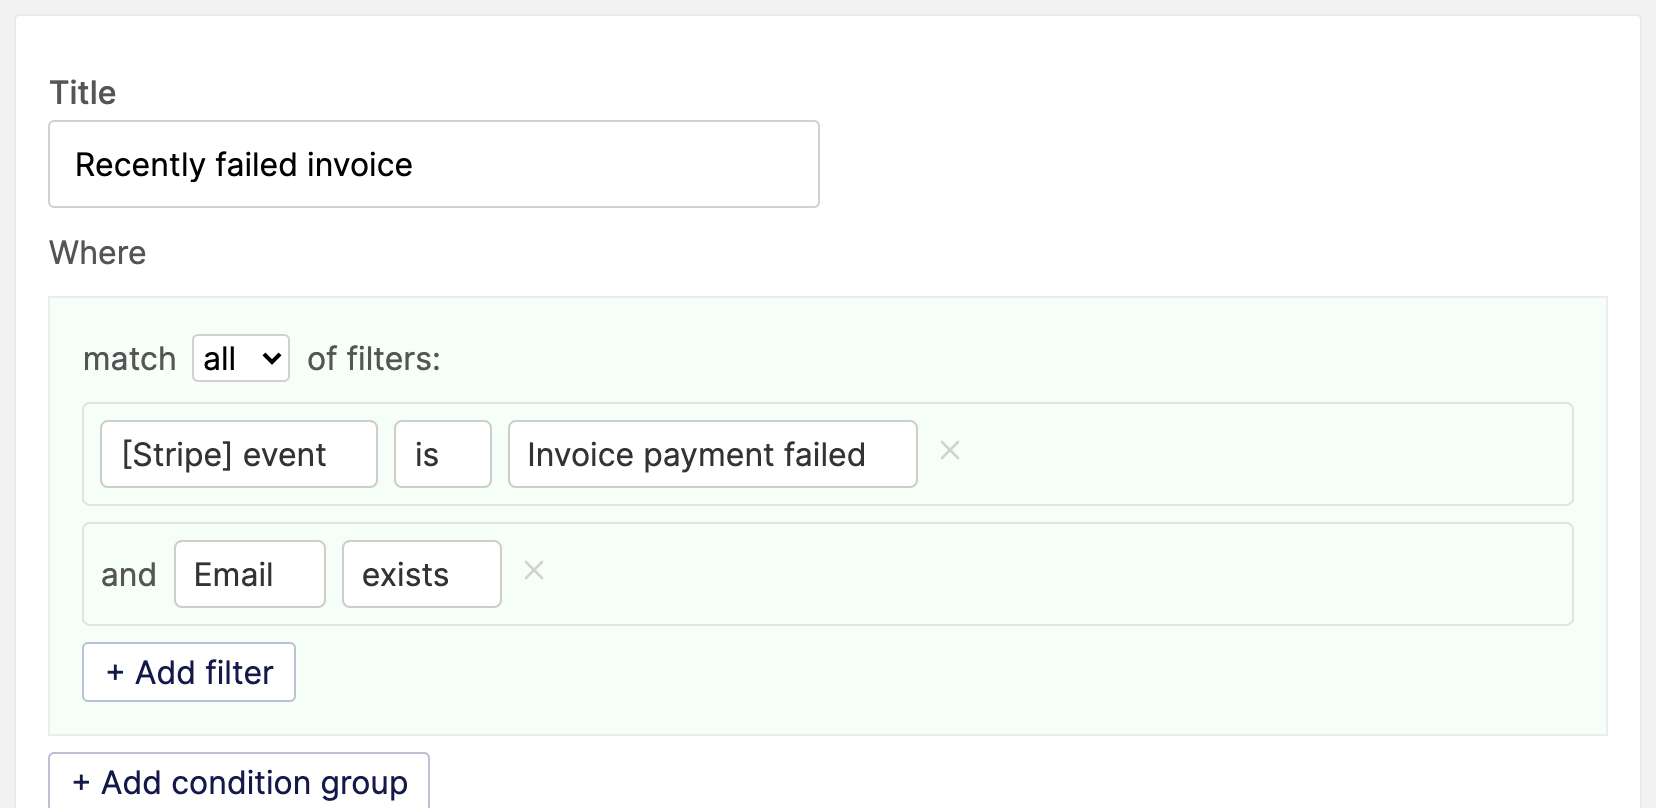 Title
Recently failed invoice
Where
match all of filters:
[Stripe] event is Invoice payment failed
and Email exists
+ Add filter
+ Add condition group